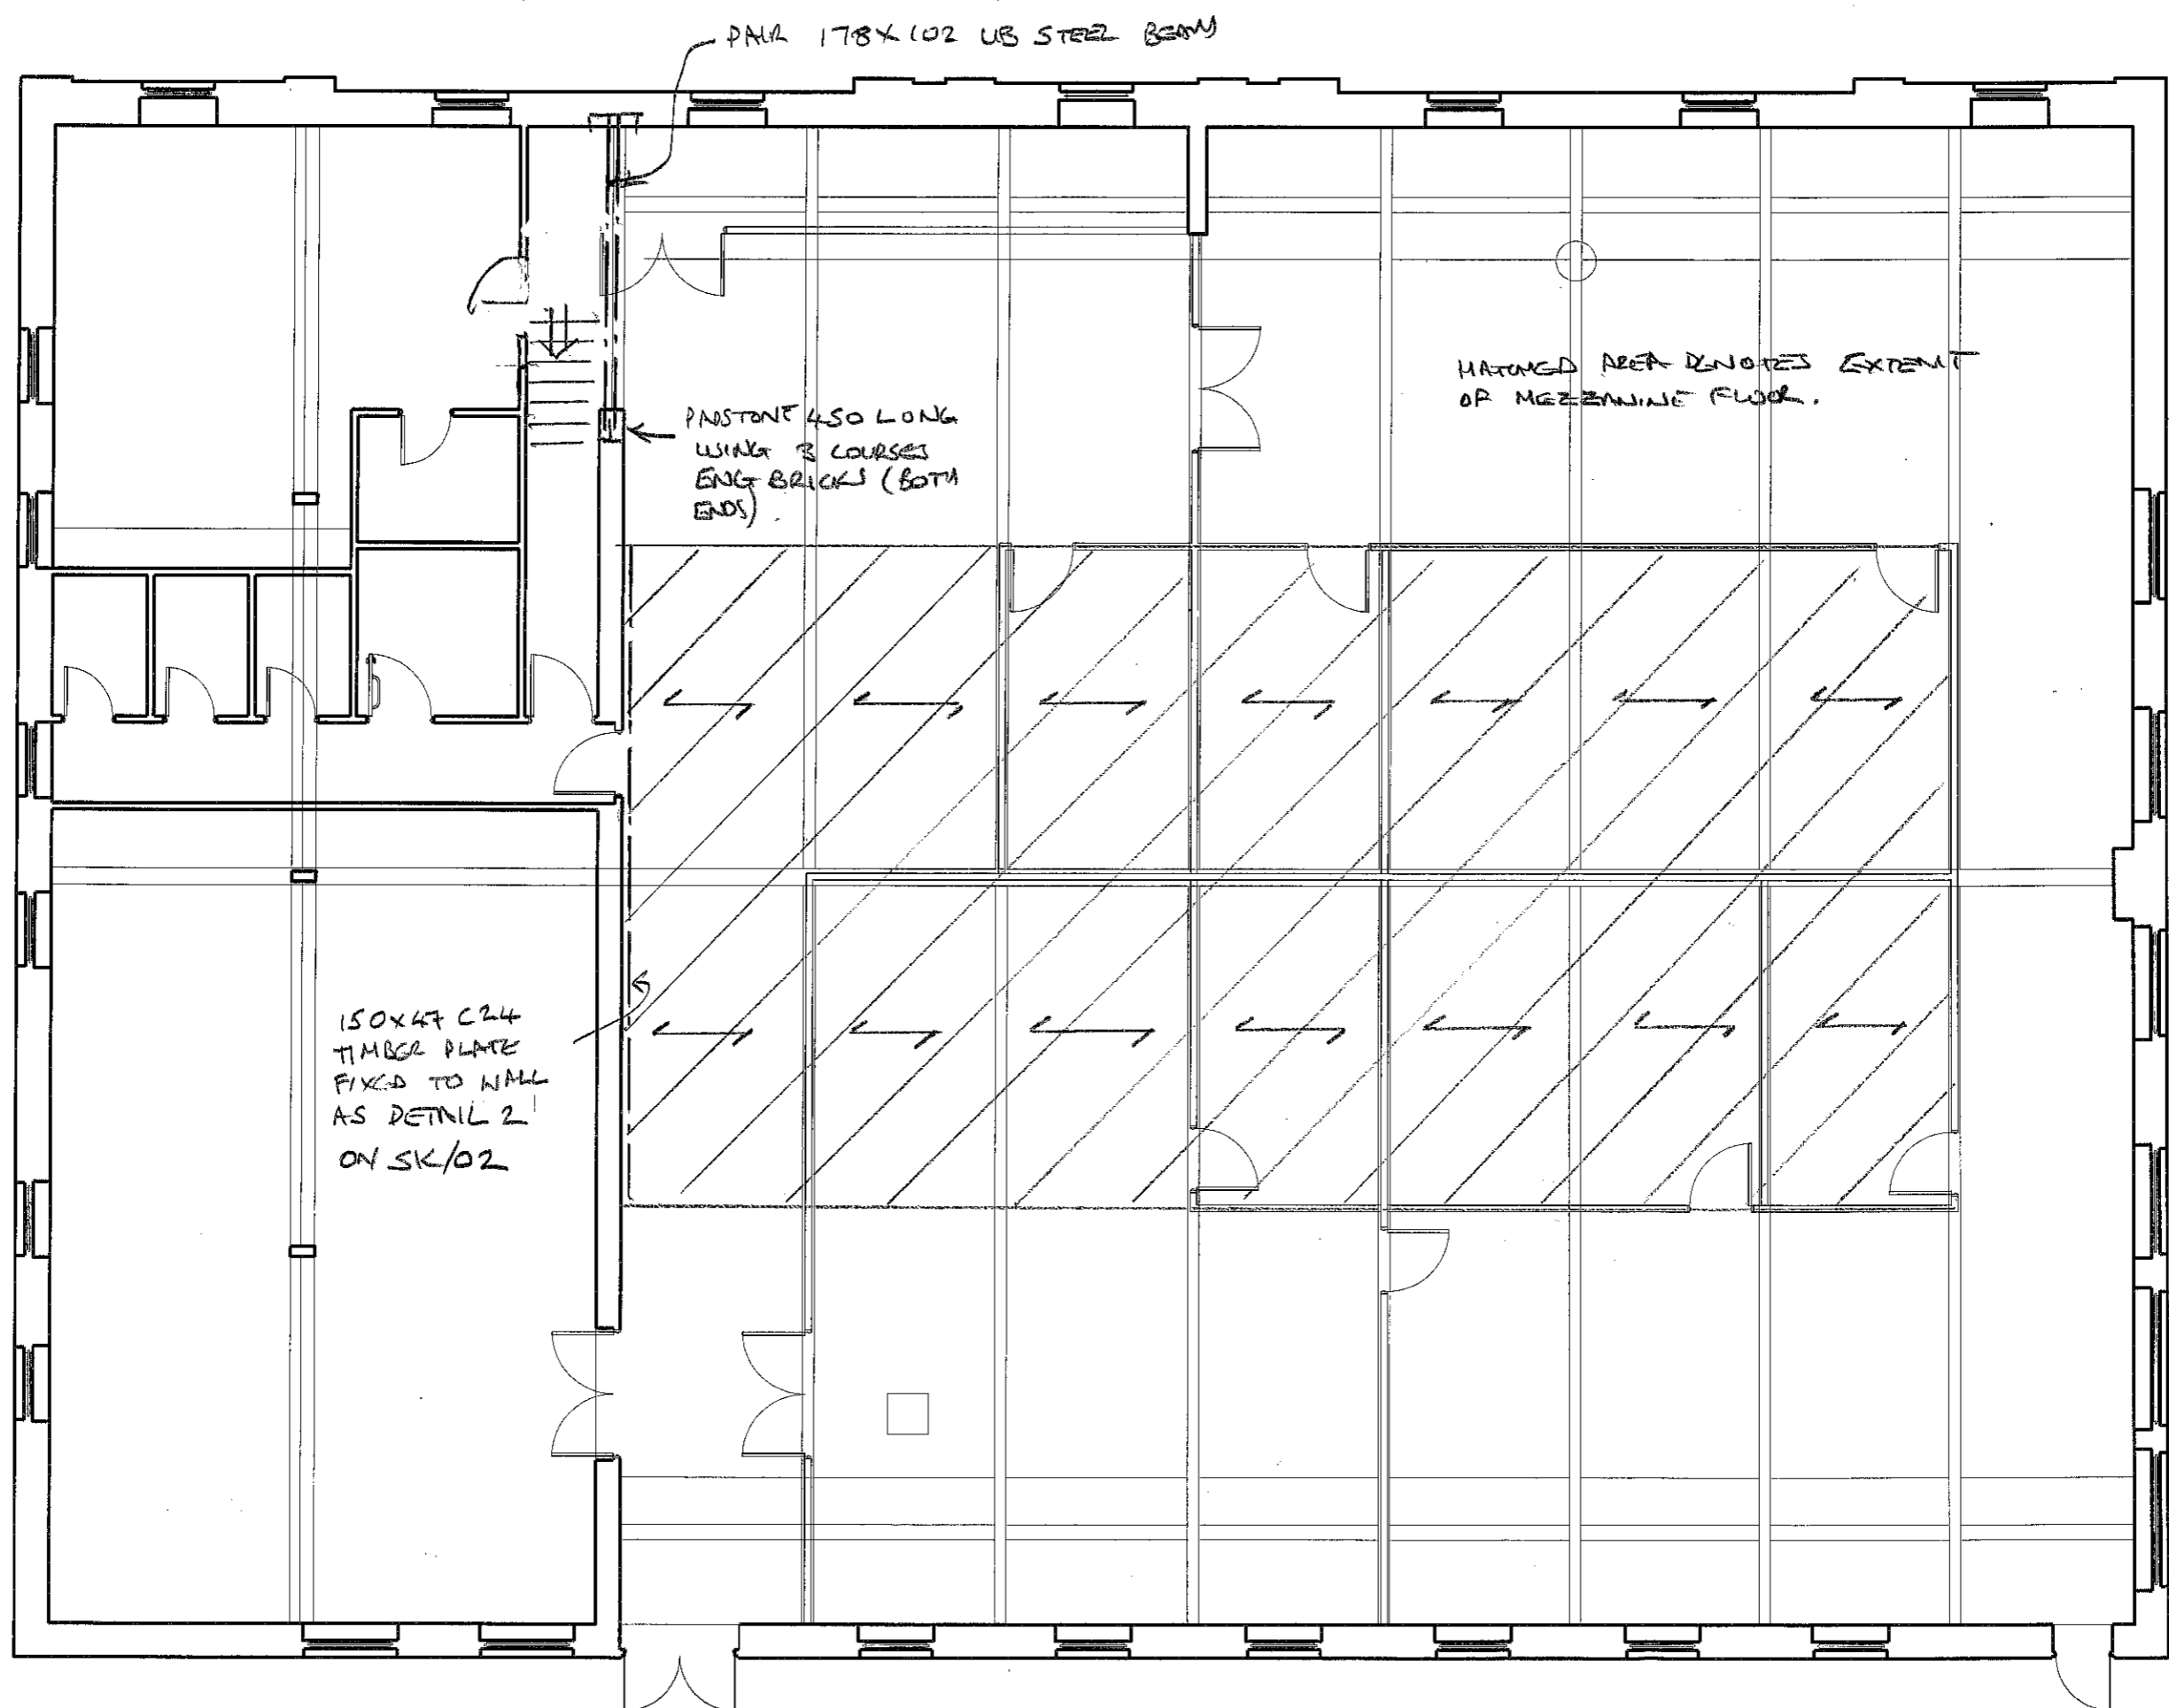 PAIR 178X102 UB STEEL BEAMS
HATCHED AREA DENOTES EXTENT
OF MEZZANINE FLOOR.
PADSTONE 450 LONG
USING 3 COURSES
ENG BRICKS (BOTH
ENDS).
150X47 C24
TIMBER PLATE
FIXED TO WALL
AS DETAIL 2
ON SK/02